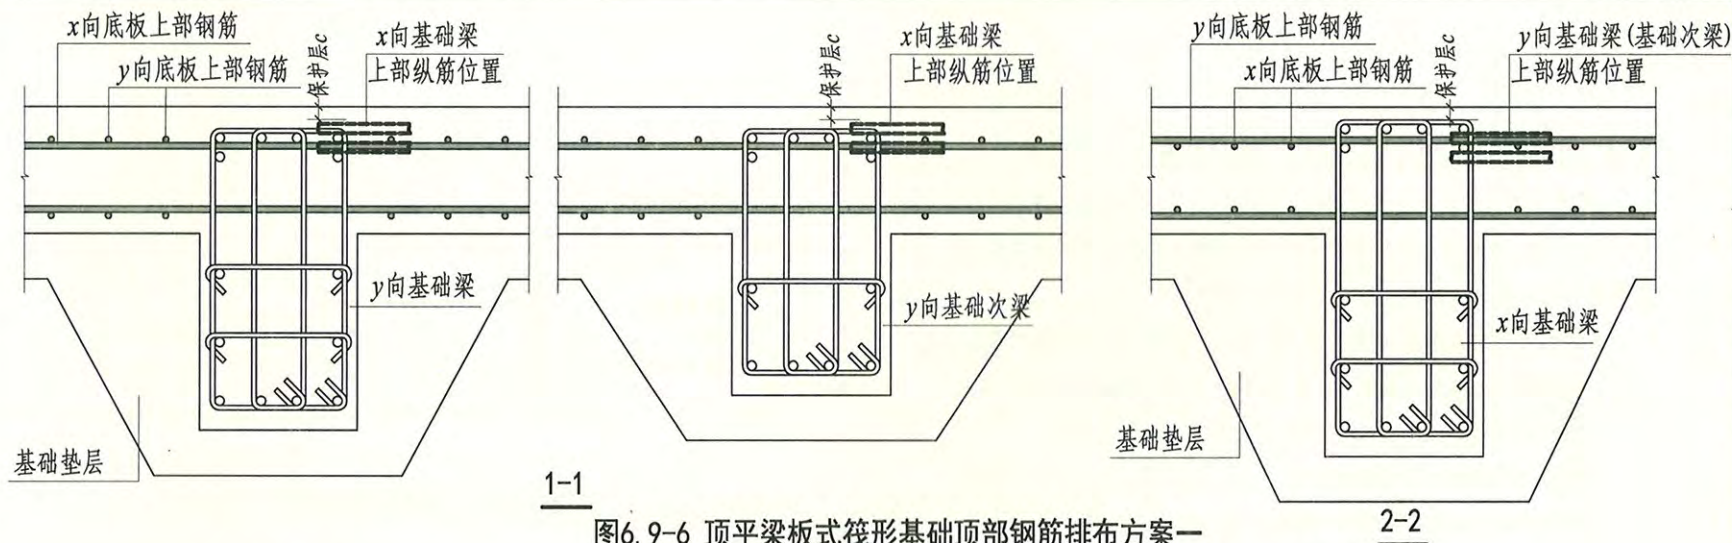 x向底板上部钢筋
y向底板上部钢筋
保护层c
x向基础梁
上部纵筋位置
y向基础梁
基础垫层
保护层c
x向基础梁
上部纵筋位置
y向基础次梁
1-1
y向底板上部钢筋
x向底板上部钢筋
保护层c
y向基础梁(基础次梁)
上部纵筋位置
x向基础梁
基础垫层
2-2
图6.9-6 顶平梁板式筏形基础顶部钢筋排布方案一